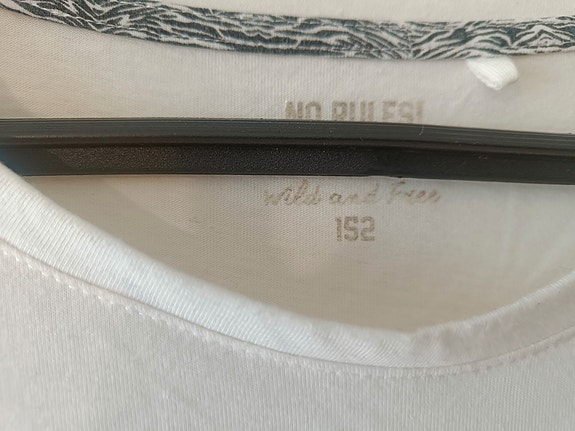 NO RULES!
Wild and Free
152